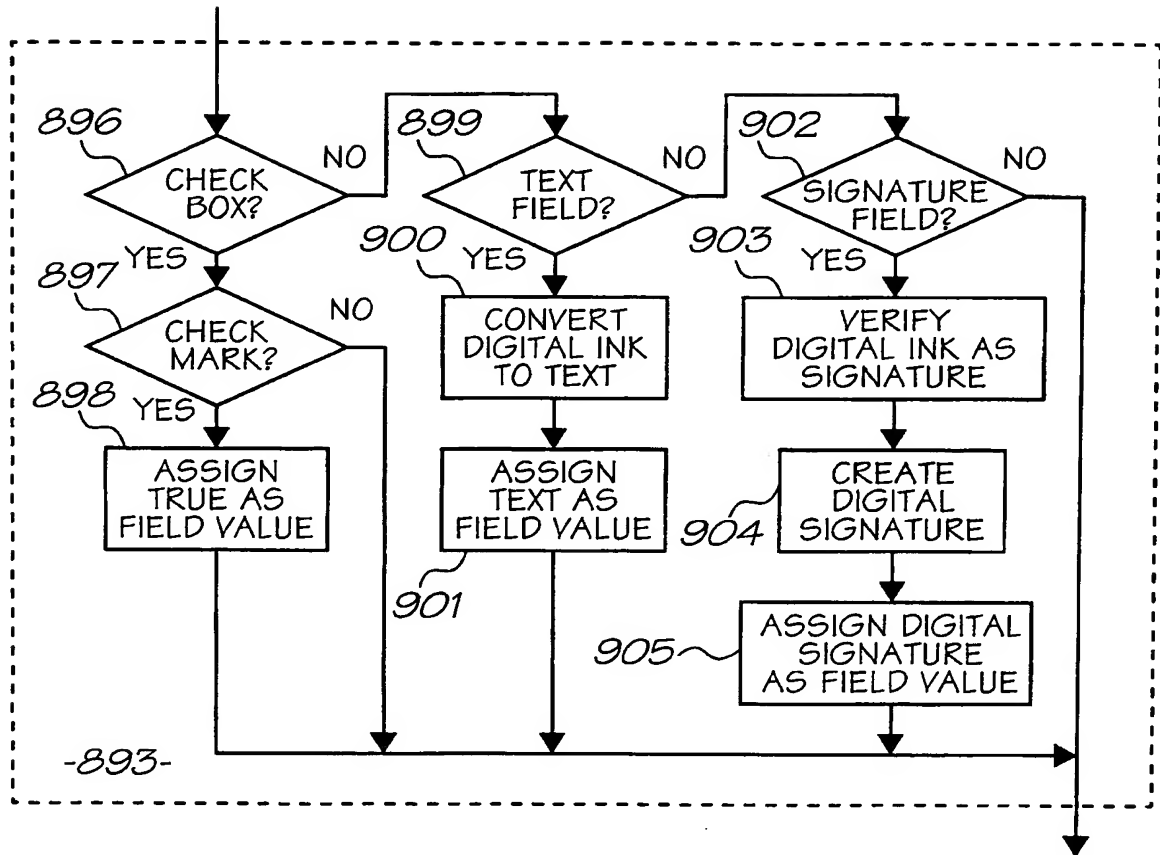 896
CHECK
BOX?
NO
YES
897
CHECK
MARK?
NO
YES
898
ASSIGN
TRUE AS
FIELD VALUE
899
TEXT
FIELD?
NO
YES
900
CONVERT
DIGITAL INK
TO TEXT
ASSIGN
TEXT AS
FIELD VALUE
901
902
SIGNATURE
FIELD?
NO
YES
903
VERIFY
DIGITAL INK AS
SIGNATURE
CREATE
DIGITAL
SIGNATURE
904
ASSIGN DIGITAL
SIGNATURE
AS FIELD VALUE
905
-893-